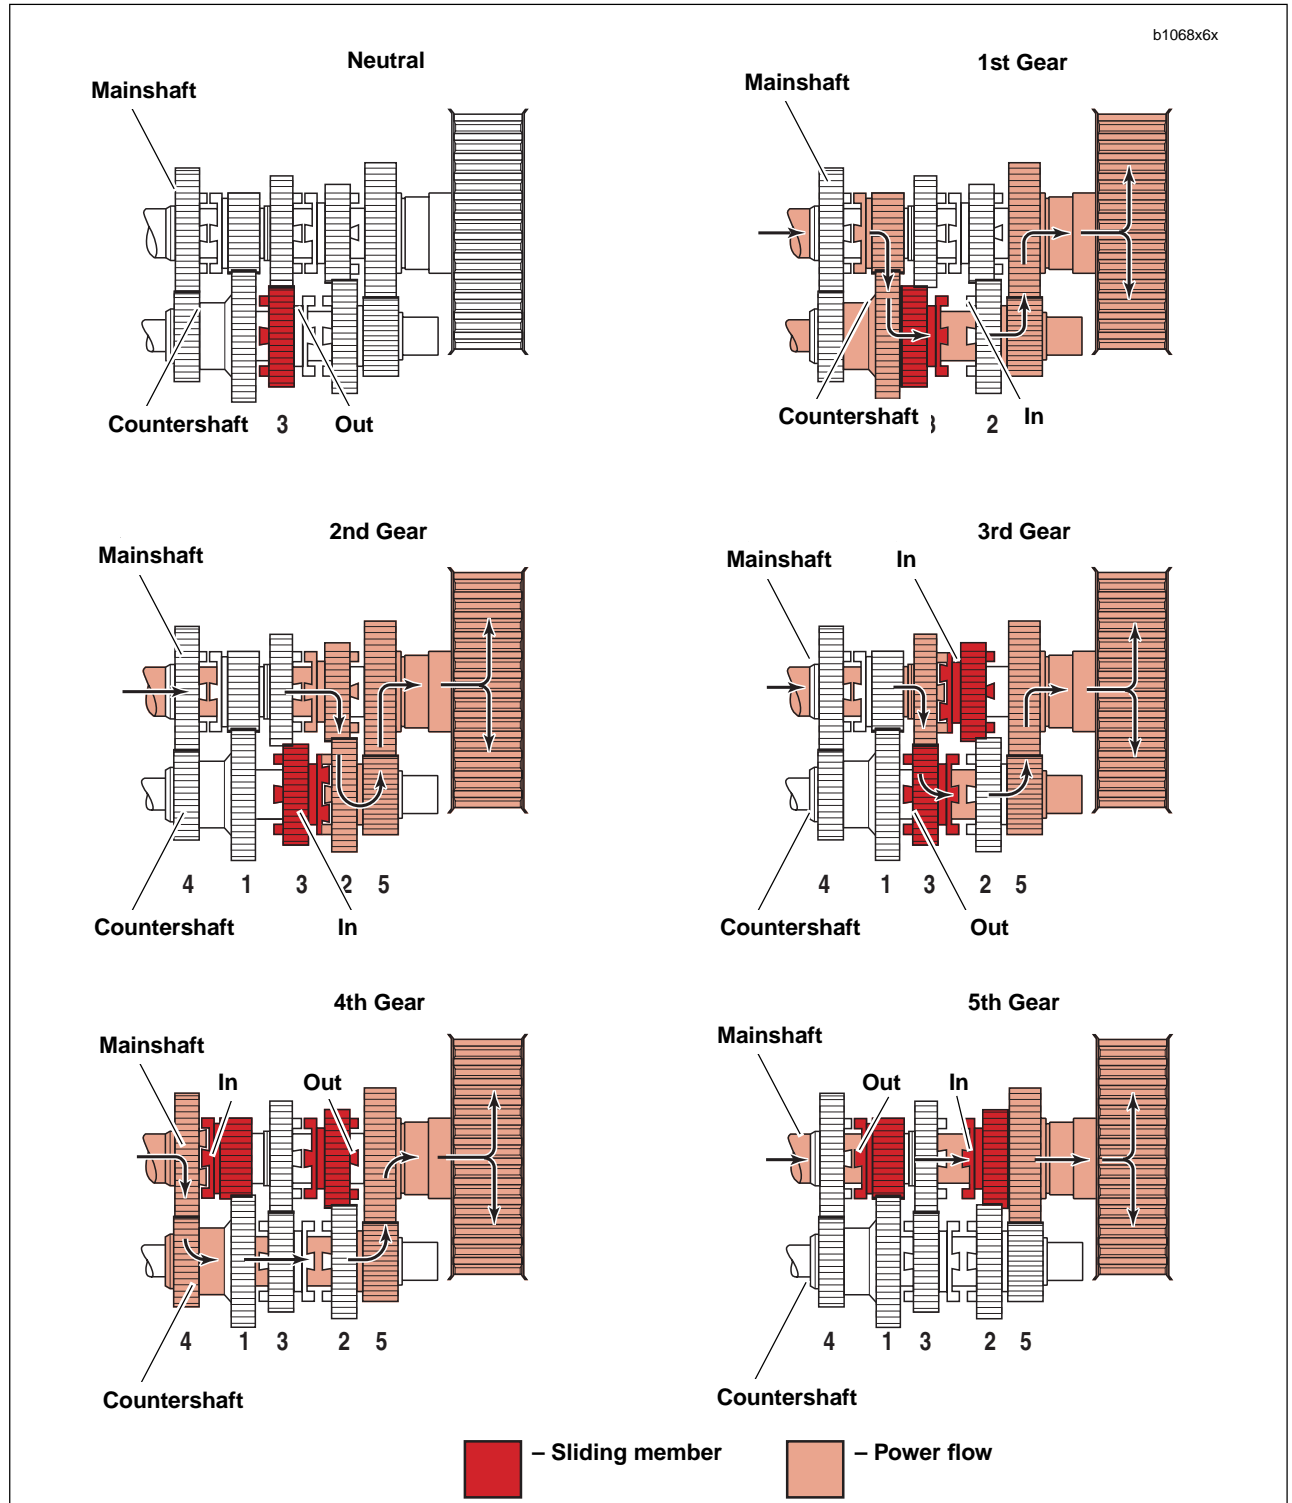 b1068x6x
Neutral
Mainshaft
Countershaft 3 Out
1st Gear
Mainshaft
Countershaft 2 In
2nd Gear
Mainshaft
4 1 3 2 5
Countershaft In
3rd Gear
Mainshaft In
4 1 3 2 5
Countershaft Out
4th Gear
Mainshaft
In Out
4 1 3 2 5
Countershaft
5th Gear
Mainshaft
Out In
4 1 3 2 5
Countershaft
– Sliding member – Power flow